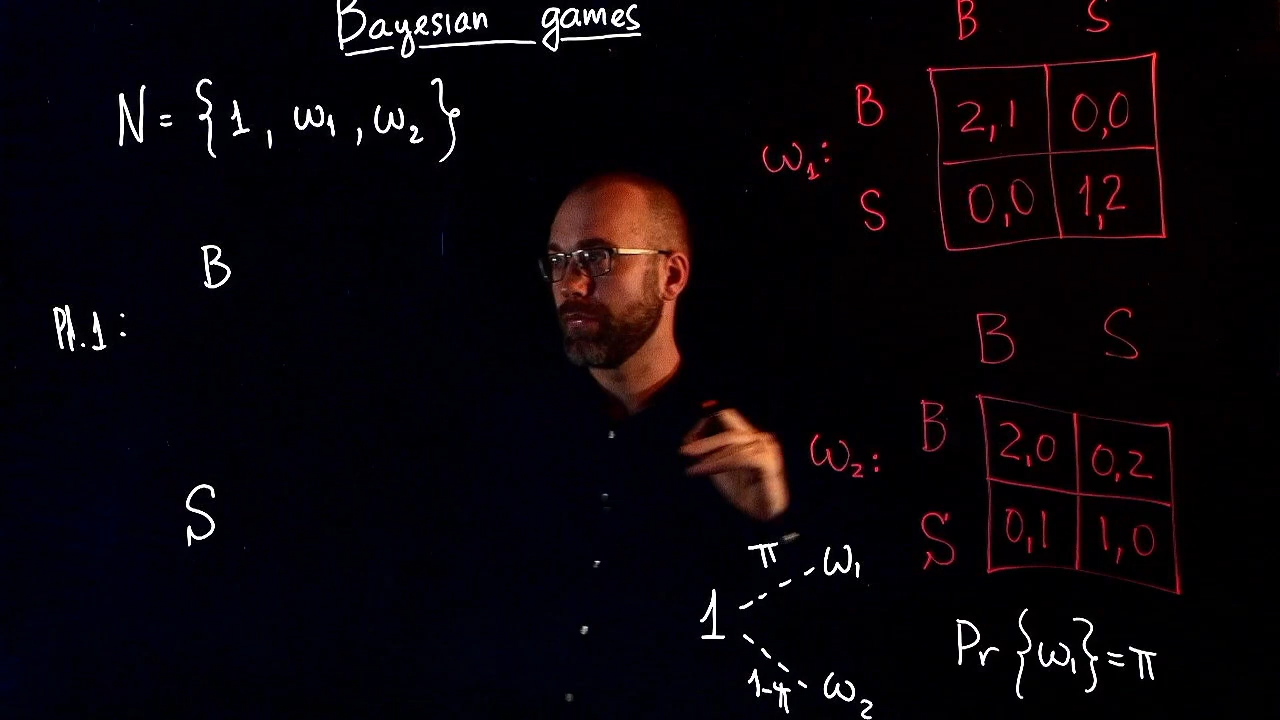 Bayesian games
N = {1, ω₁, ω₂}
B
Pl.1:
S
B S
B 2,1 0,0
ω₁:
S 0,0 1,2
B S
B 2,0 0,2
ω₂:
S 0,1 1,0
π ω₁
1
1-π ω₂
Pr {ω₁} = π